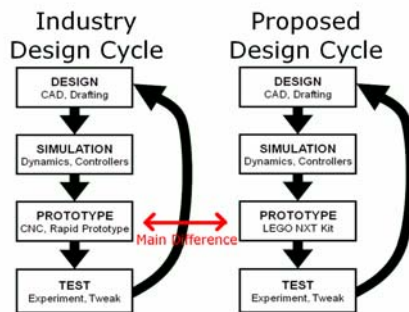 Industry
Design Cycle
DESIGN
CAD, Drafting
SIMULATION
Dynamics, Controllers
PROTOTYPE
CNC, Rapid Prototype
TEST
Experiment, Tweak
Main Difference
Proposed
Design Cycle
DESIGN
CAD, Drafting
SIMULATION
Dynamics, Controllers
PROTOTYPE
LEGO NXT Kit
TEST
Experiment, Tweak